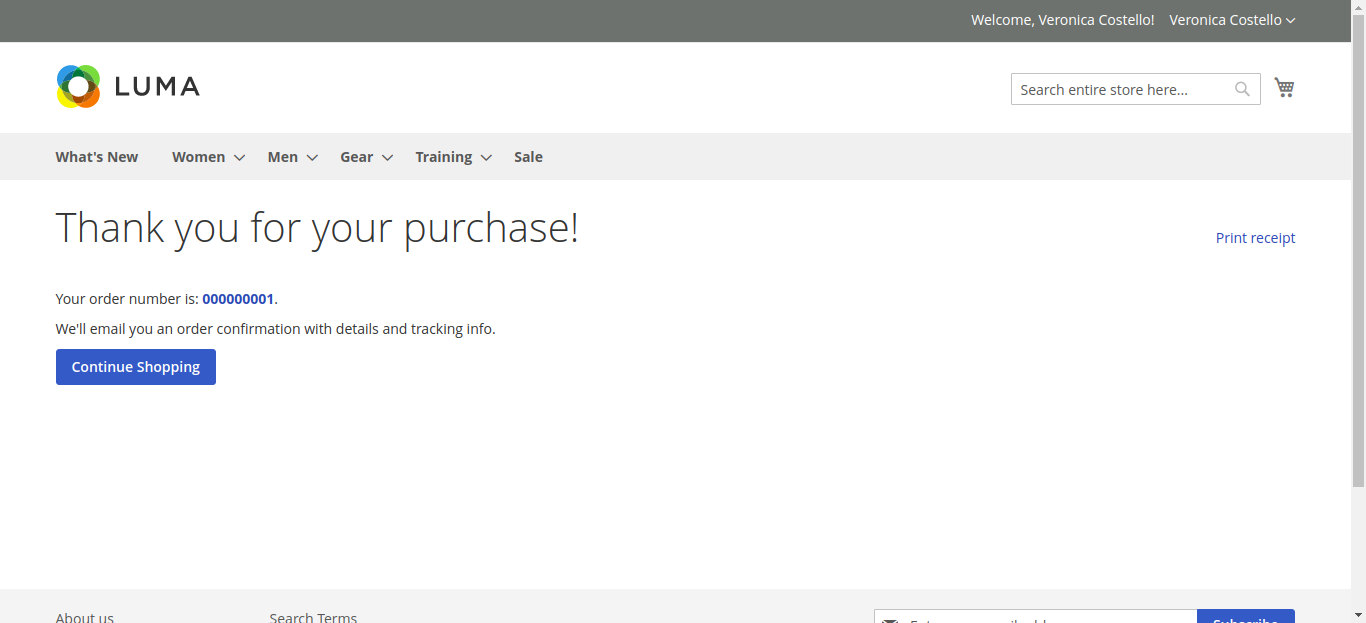 Welcome, Veronica Costello! Veronica Costello
LUMA
Search entire store here...
What's New Women Men Gear Training Sale
Thank you for your purchase!
Print receipt
Your order number is: 000000001.
We'll email you an order confirmation with details and tracking info.
Continue Shopping
About us Search Terms
Subscribe